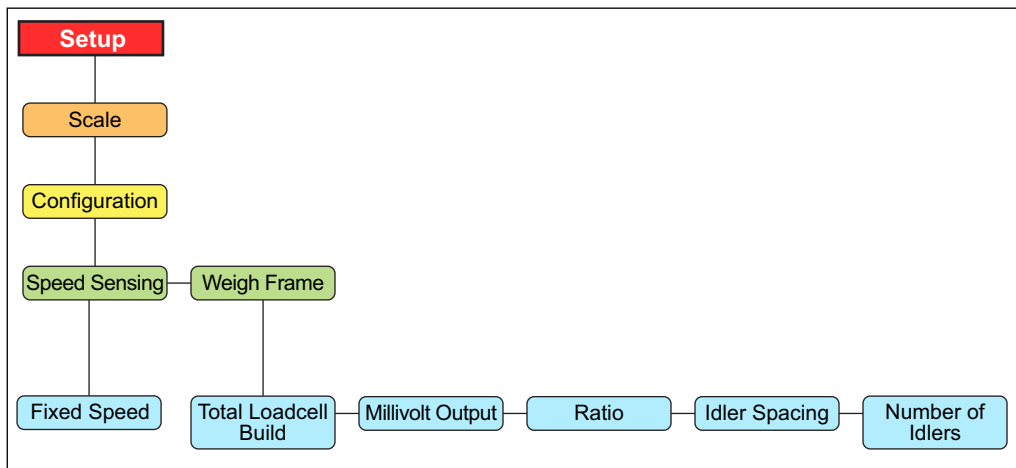 Setup
Scale
Configuration
Speed Sensing
Weigh Frame
Fixed Speed
Total Loadcell
Build
Millivolt Output
Ratio
Idler Spacing
Number of
Idlers